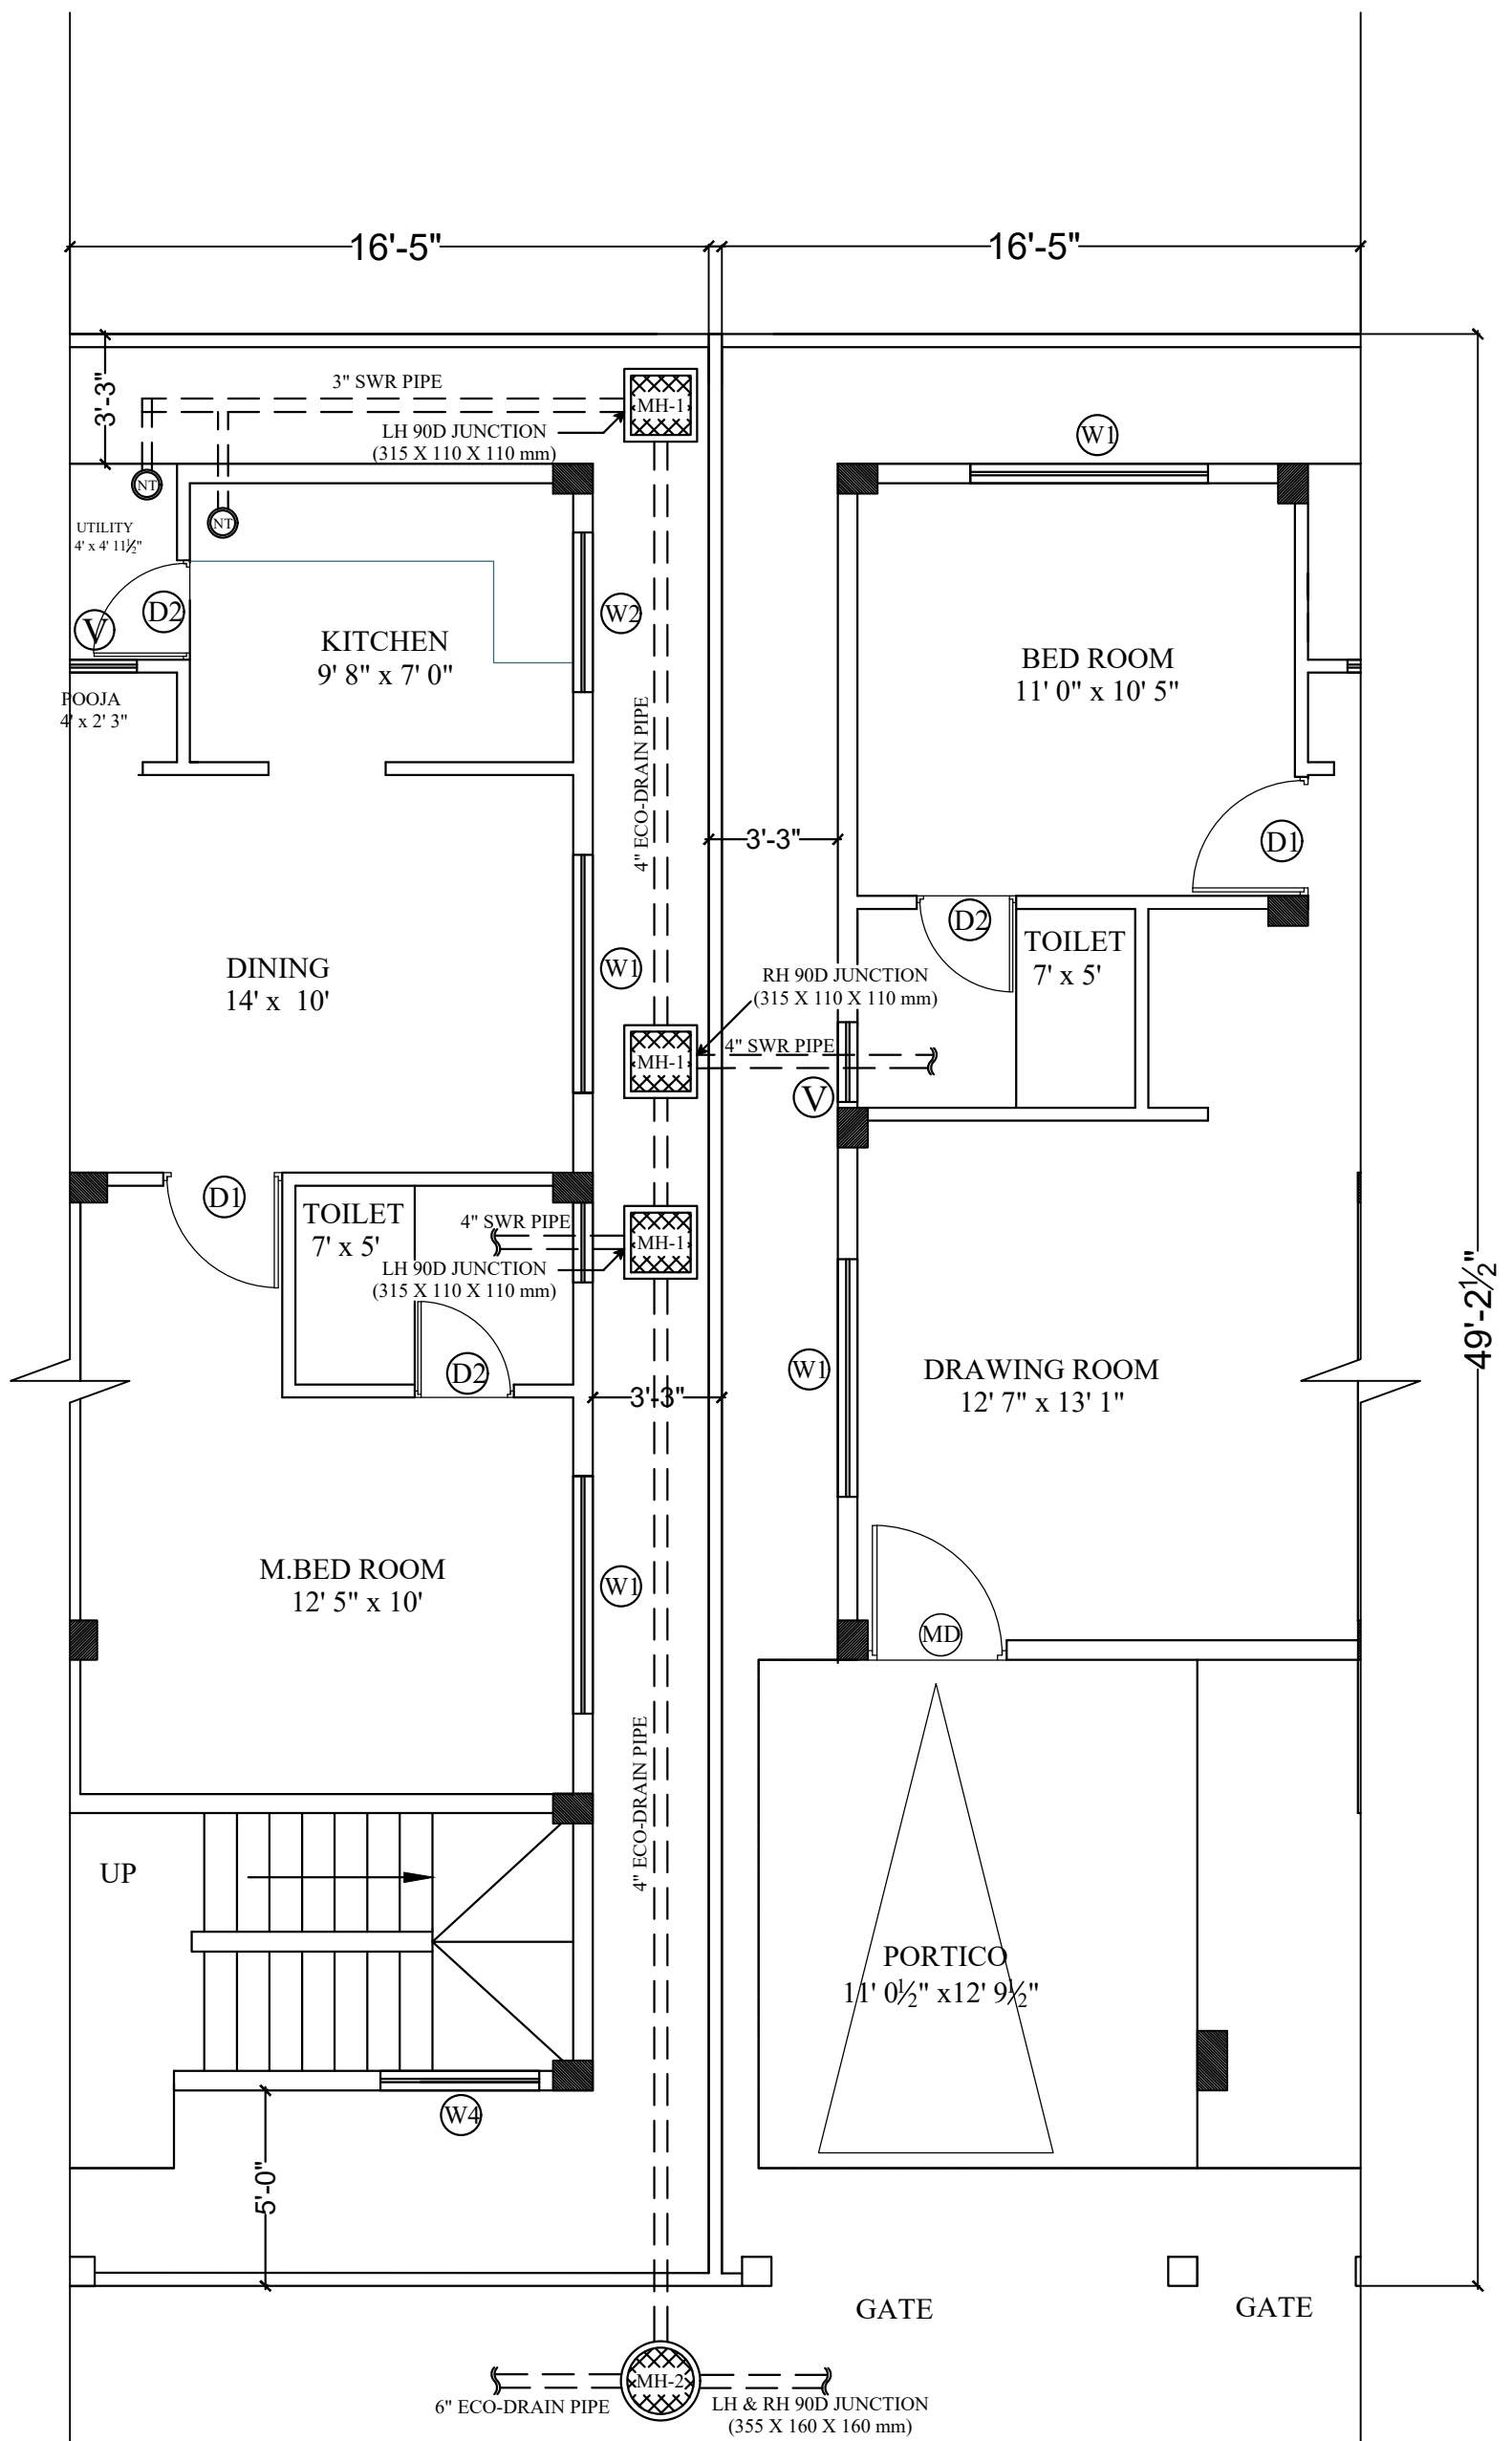 16'-5"
16'-5"
3'-3"
3" SWR PIPE
MH-1
LH 90D JUNCTION
(315 X 110 X 110 mm)
W1
NT
NT
UTILITY
4' x 4' 11½"
D2
V
W2
KITCHEN
9' 8" x 7' 0"
BED ROOM
11' 0" x 10' 5"
POOJA
4' x 2' 3"
4" ECO-DRAIN PIPE
3'-3"
D1
D2
TOILET
7' x 5'
DINING
14' x 10'
W1
RH 90D JUNCTION
(315 X 110 X 110 mm)
MH-1
4" SWR PIPE
V
D1
TOILET
7' x 5'
4" SWR PIPE
MH-1
LH 90D JUNCTION
(315 X 110 X 110 mm)
49'-2½"
D2
3'-3"
W1
DRAWING ROOM
12' 7" x 13' 1"
M.BED ROOM
12' 5" x 10'
W1
MD
4" ECO-DRAIN PIPE
UP
PORTICO
11' 0½" x12' 9½"
W4
5'-0"
GATE
GATE
MH-2
6" ECO-DRAIN PIPE
LH & RH 90D JUNCTION
(355 X 160 X 160 mm)